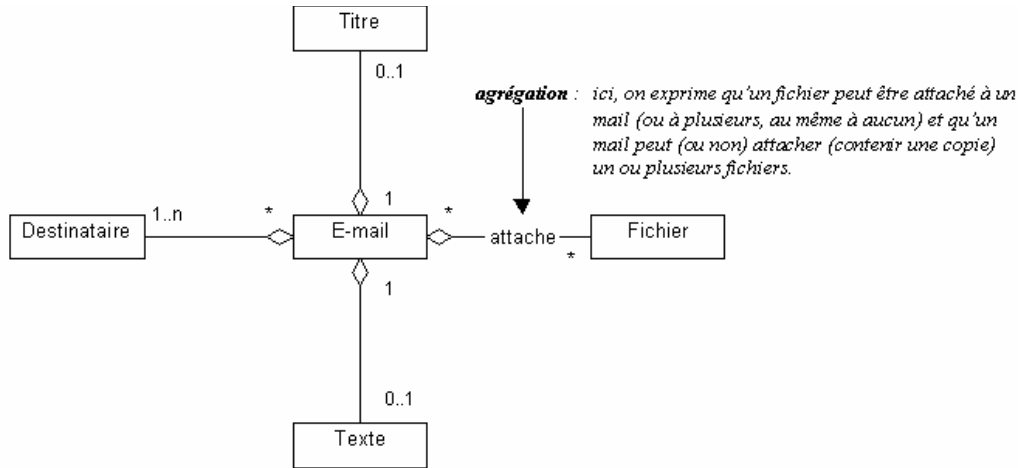 Titre
0..1
agrégation : ici, on exprime qu'un fichier peut être attaché à un
mail (ou à plusieurs, au même à aucun) et qu'un
mail peut (ou non) attacher (contenir une copie)
un ou plusieurs fichiers.
1
Destinataire
1..n
*
E-mail
*
attache
*
Fichier
1
0..1
Texte